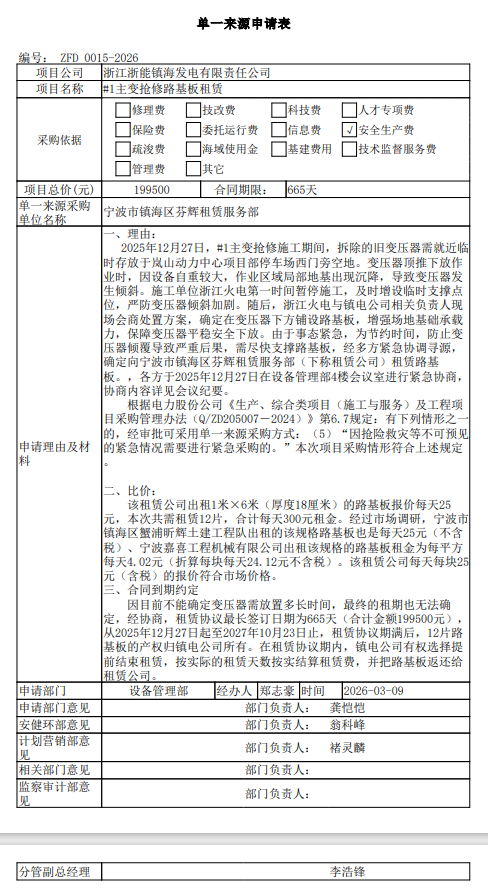 单一来源申请表
编号： ZFD 0015-2026
项目公司 浙江浙能镇海发电有限责任公司
项目名称 #1主变抢修路基板租赁
采购依据
修理费 技改费 科技费 人才专项费
保险费 委托运行费 信息费 √ 安全生产费
疏浚费 海域使用金 基建费用 技术监督服务费
管理费 其它
项目总价(元) 199500 合同期限： 665天
单一来源采购
单位名称
宁波市镇海区芬辉租赁服务部
申请理由及材
料
一、理由：
2025年12月27日，#1主变抢修施工期间，拆除的旧变压器需就近临
时存放于岚山动力中心项目部停车场西门旁空地。变压器顶推下放作
业时，因设备自重较大，作业区域局部地基出现沉降，导致变压器发
生倾斜。施工单位浙江火电第一时间暂停施工，及时增设临时支撑点
位，严防变压器倾斜加剧。随后，浙江火电与镇电公司相关负责人现
场会商处置方案，确定在变压器下方铺设路基板，增强场地基础承载
力，保障变压器平稳安全下放。由于事态紧急，为节约时间，防止变
压器倾覆导致严重后果，需尽快支撑路基板，经多方紧急协调寻源，
确定向宁波市镇海区芬辉租赁服务部（下称租赁公司）租赁路基
板。，各方于2025年12月27日在设备管理部4楼会议室进行紧急协商，
协商内容详见会议纪要。
根据电力股份公司《生产、综合类项目（施工与服务）及工程项
目采购管理办法（Q/ZD205007－2024）》第6.7规定：有下列情形之一
的，经审批可采用单一来源采购方式：（5）“因抢险救灾等不可预见
的紧急情况需要进行紧急采购的。”本次项目采购情形符合上述规定
。
二、比价：
该租赁公司出租1米×6米（厚度18厘米）的路基板报价每天25
元，本次共需租赁12片，合计每天300元租金。经过市场调研，宁波市
镇海区蟹浦昕辉土建工程队出租的该规格路基板也是每天25元（不含
税）、宁波嘉喜工程机械有限公司出租该规格的路基板租金为每平方
每天4.02元（折算每块每天24.12元不含税）。该租赁公司每天每块25
元（含税）的报价符合市场价格。
三、合同到期约定
因目前不能确定变压器需放置多长时间，最终的租期也无法确
定，经协商，租赁协议最长签订日期为665天（合计金额199500元），
从2025年12月27日起至2027年10月23日止，租赁协议期满后，12片路
基板的产权归镇电公司所有。在租赁协议期内，镇电公司有权选择提
前结束租赁，按实际的租赁天数按实结算租赁费，并把路基板返还给
租赁公司。
申请部门 设备管理部 经办人 郑志豪 时间 2026-03-09
申请部门意见 部门负责人： 龚恺恺
安健环部意见 部门负责人： 翁科峰
计划营销部意
见
部门负责人： 褚灵麟
相关部门意见 部门负责人：
监察审计部意
见
部门负责人：
分管副总经理 李浩锋